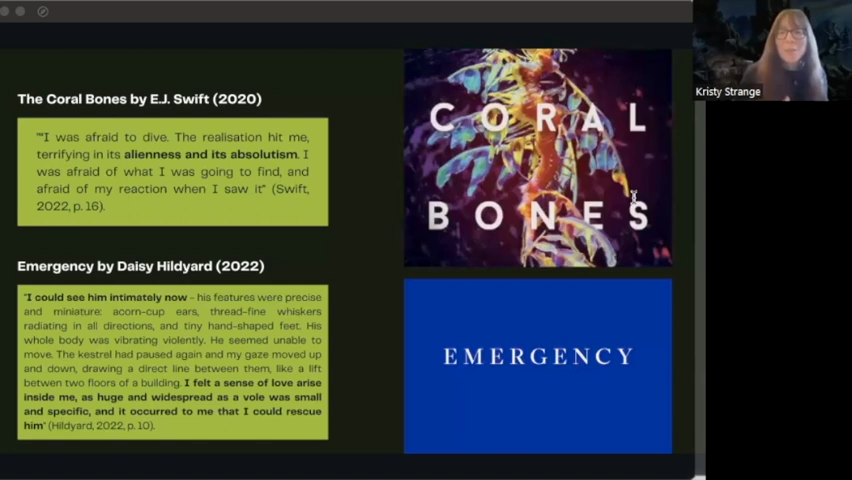 The Coral Bones by E.J. Swift (2020)
""I was afraid to dive. The realisation hit me,
terrifying in its alienness and its absolutism. I
was afraid of what I was going to find, and
afraid of my reaction when I saw it" (Swift,
2022, p. 16).
CORAL
BONES
Emergency by Daisy Hildyard (2022)
"I could see him intimately now - his features were precise
and miniature: acorn-cup ears, thread-fine whiskers
radiating in all directions, and tiny hand-shaped feet. His
whole body was vibrating violently. He seemed unable to
move. The kestrel had paused again and my gaze moved up
and down, drawing a direct line between them, like a lift
between two floors of a building. I felt a sense of love arise
inside me, as huge and widespread as a vole was small
and specific, and it occurred to me that I could rescue
him" (Hildyard, 2022, p. 10).
EMERGENCY
Kristy Strange